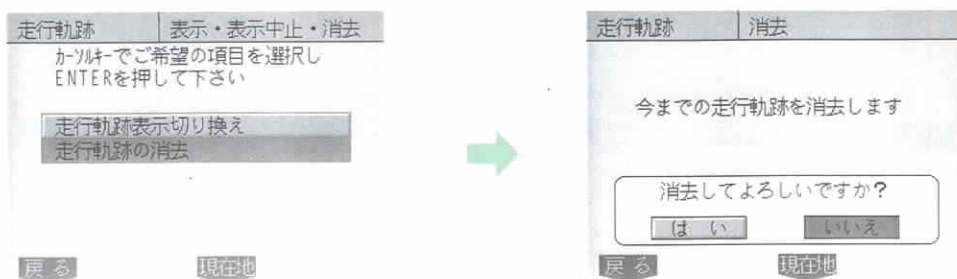 走行軌跡 表示・表示中止・消去
カーソルキーでご希望の項目を選択し
ENTERを押して下さい
走行軌跡表示切り換え
走行軌跡の消去
戻る 現在地
走行軌跡 消去
今までの走行軌跡を消去します
消去してよろしいですか?
はい いいえ
戻る 現在地